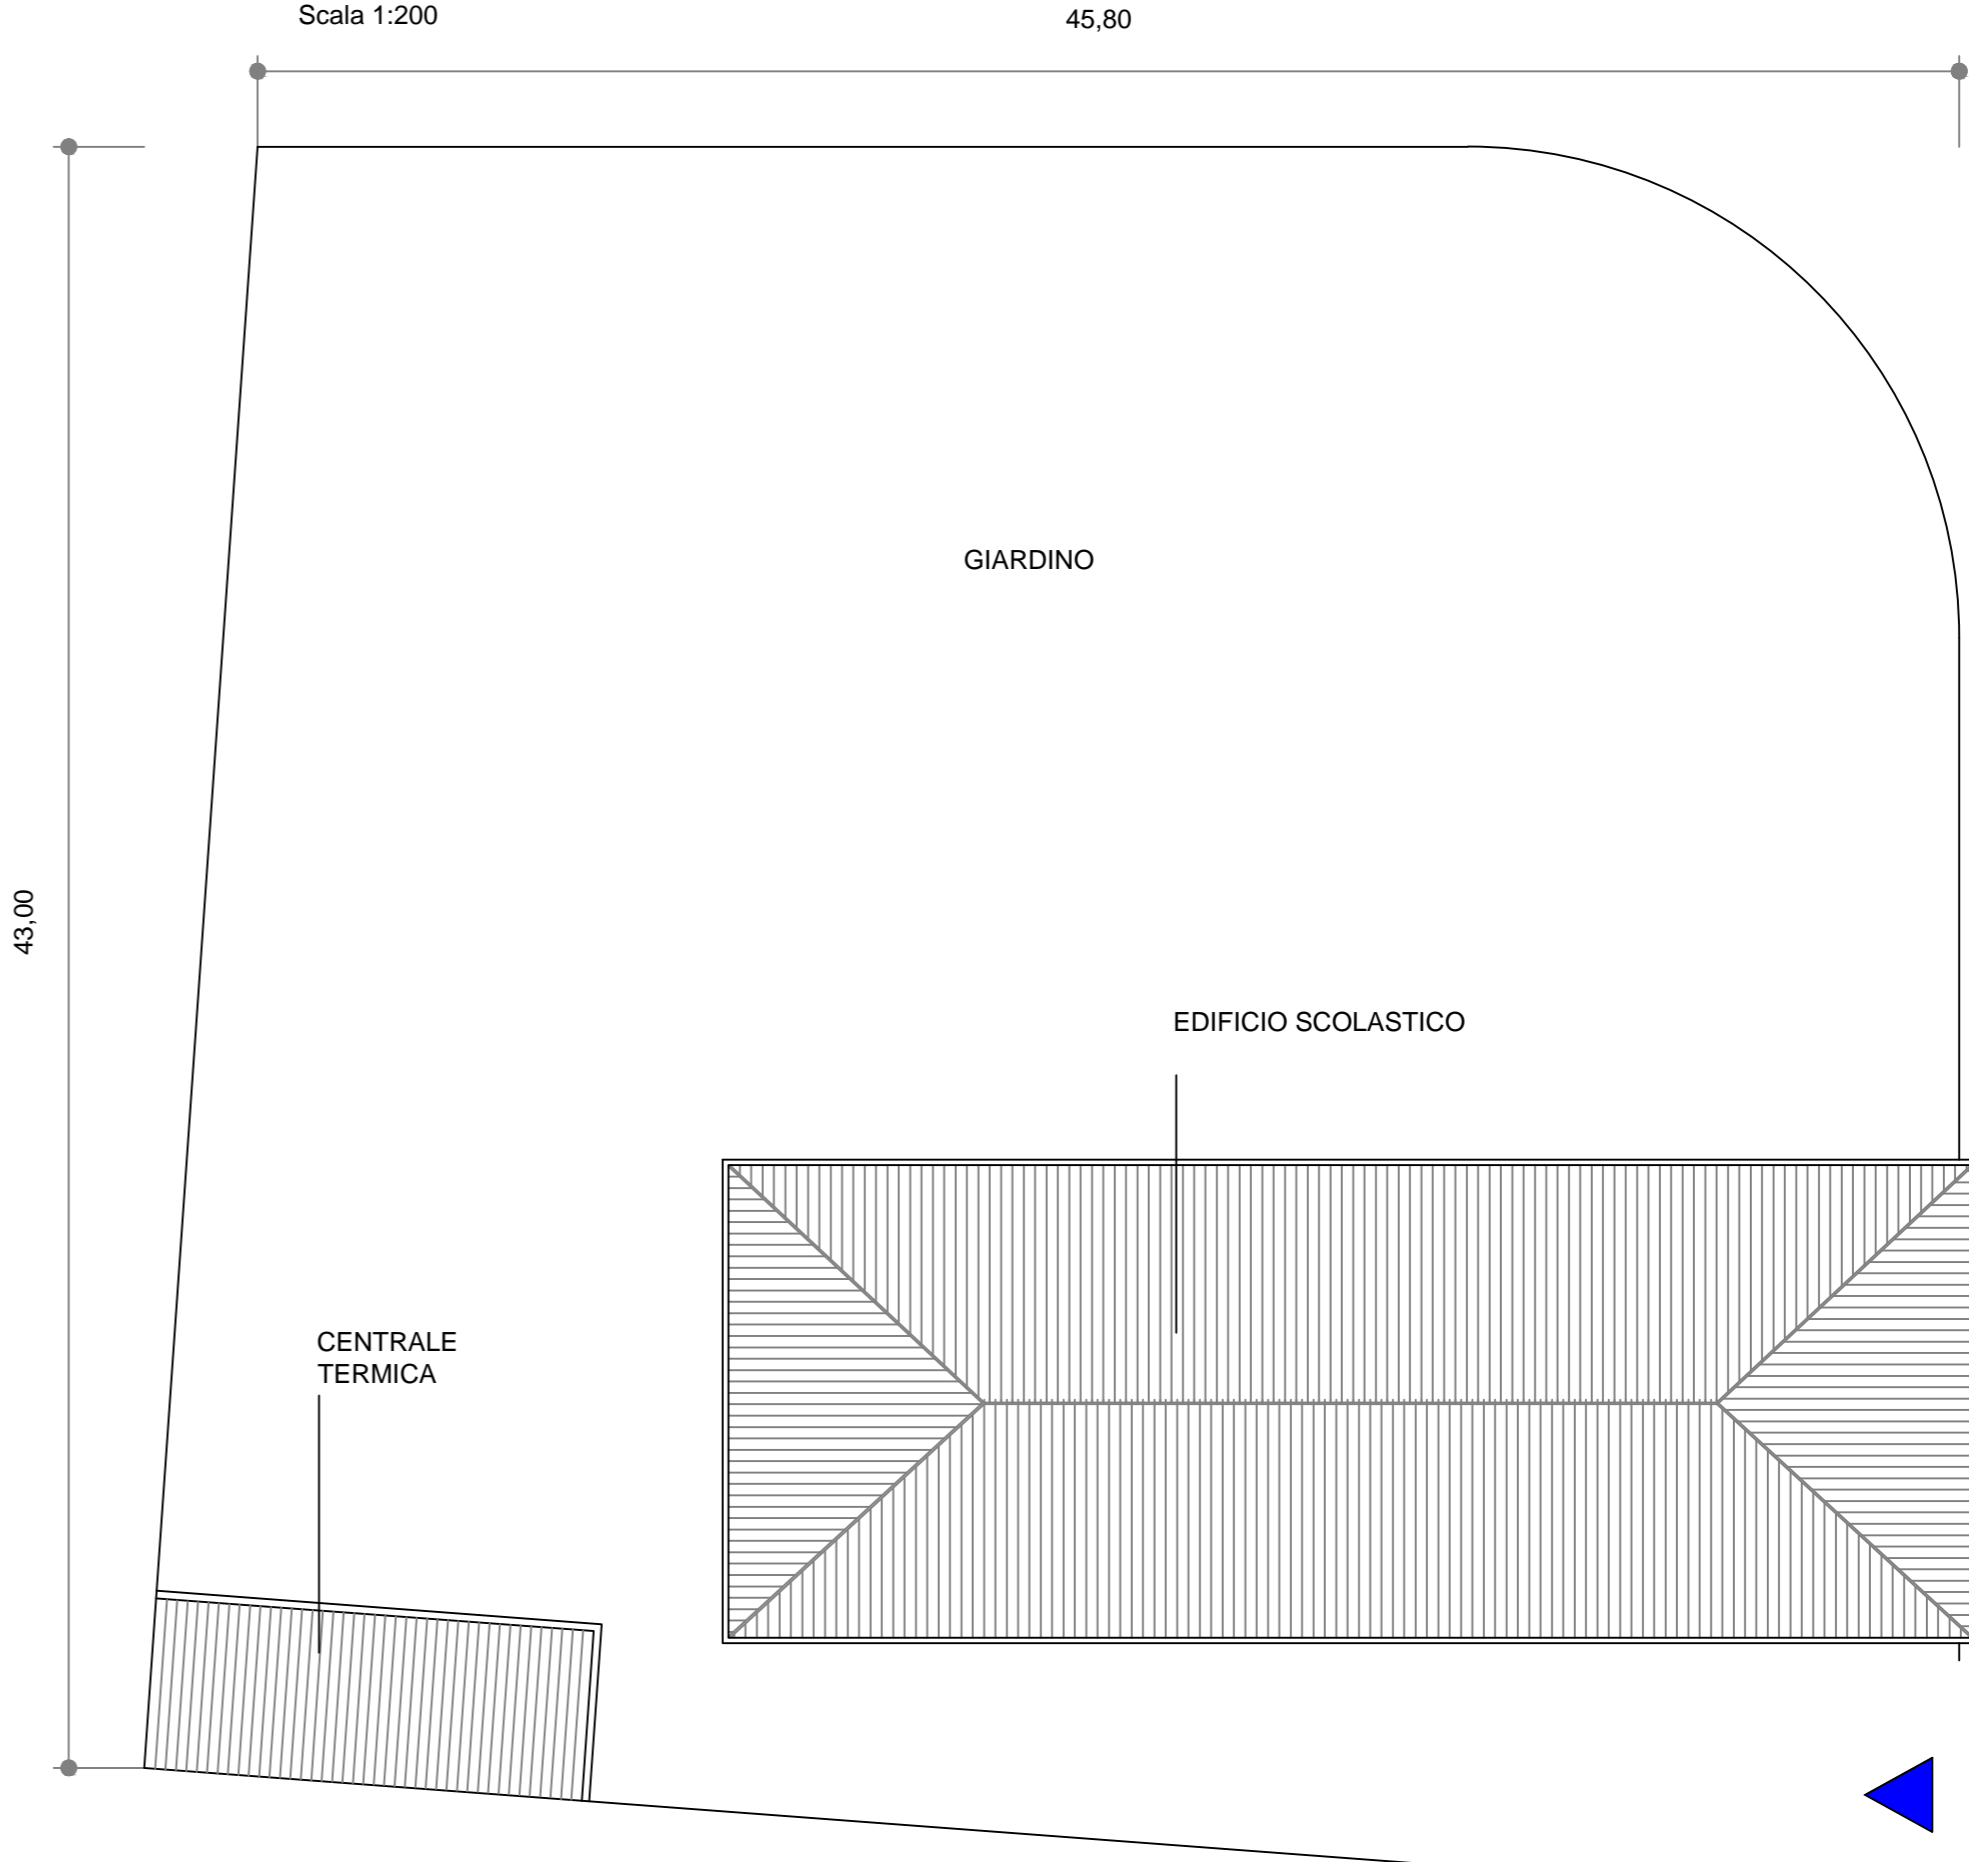 Scala 1:200
45,80
GIARDINO
43,00
EDIFICIO SCOLASTICO
CENTRALE
TERMICA